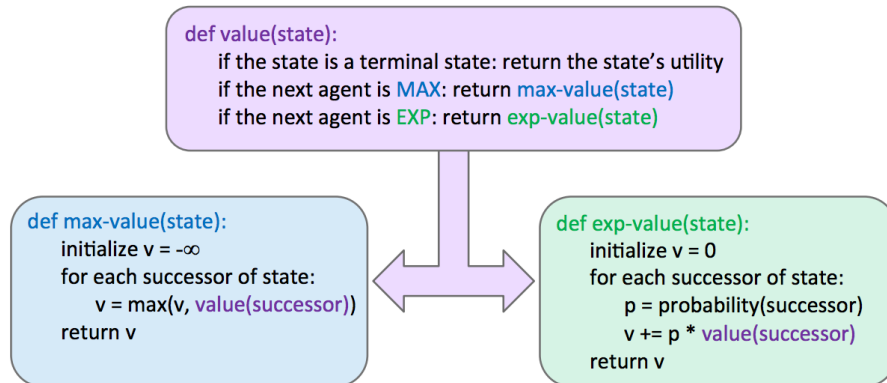 def value(state):
if the state is a terminal state: return the state's utility
if the next agent is MAX: return max-value(state)
if the next agent is EXP: return exp-value(state)
def max-value(state):
initialize v = -∞
for each successor of state:
v = max(v, value(successor))
return v
def exp-value(state):
initialize v = 0
for each successor of state:
p = probability(successor)
v += p * value(successor)
return v